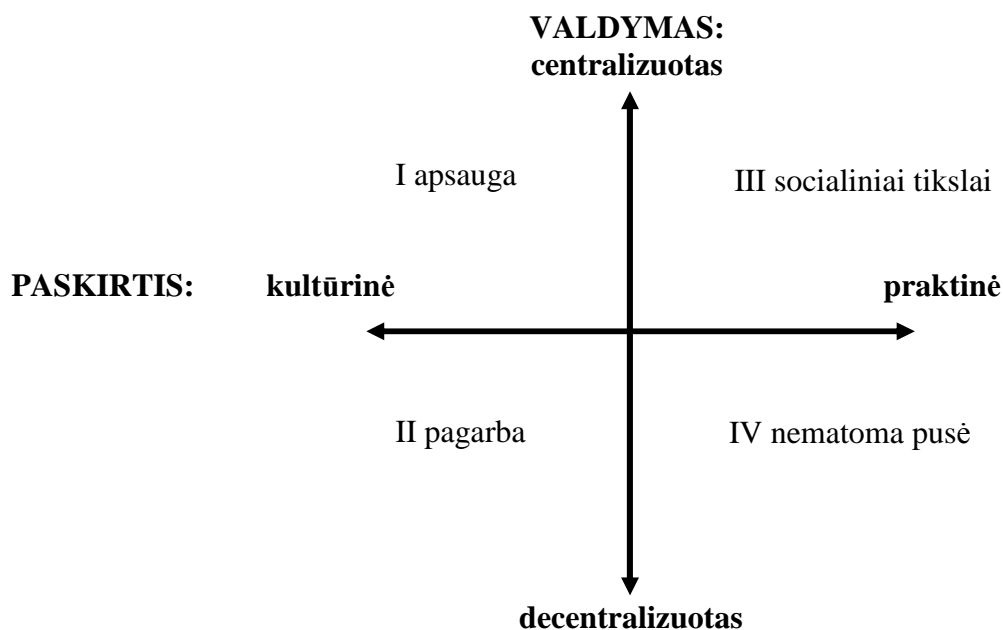 VALDYMAS:
centralizuotas
I apsauga
III socialiniai tikslai
PASKIRTIS: kultūrinė praktinė
II pagarba
IV nematoma pusė
decentralizuotas